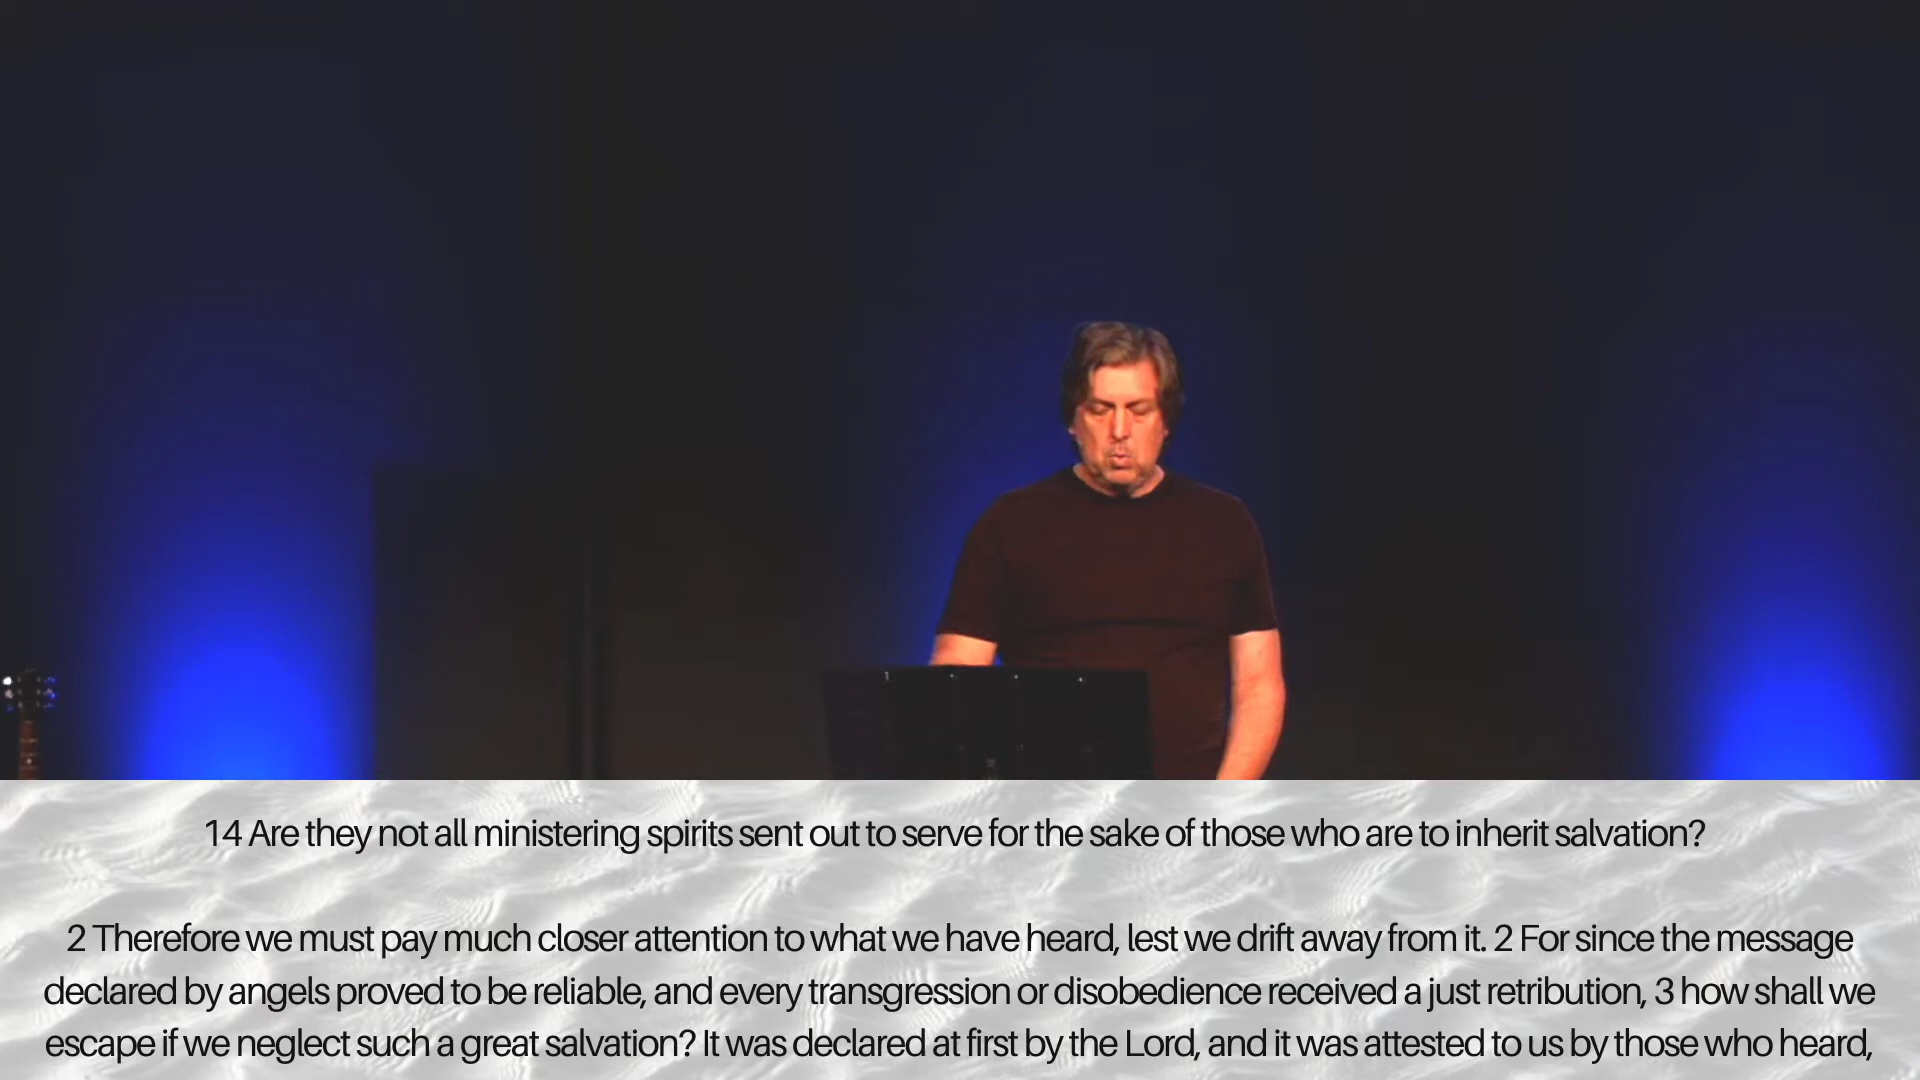 14 Are they not all ministering spirits sent out to serve for the sake of those who are to inherit salvation?
2 Therefore we must pay much closer attention to what we have heard, lest we drift away from it. 2 For since the message
declared by angels proved to be reliable, and every transgression or disobedience received a just retribution, 3 how shall we
escape if we neglect such a great salvation? It was declared at first by the Lord, and it was attested to us by those who heard,